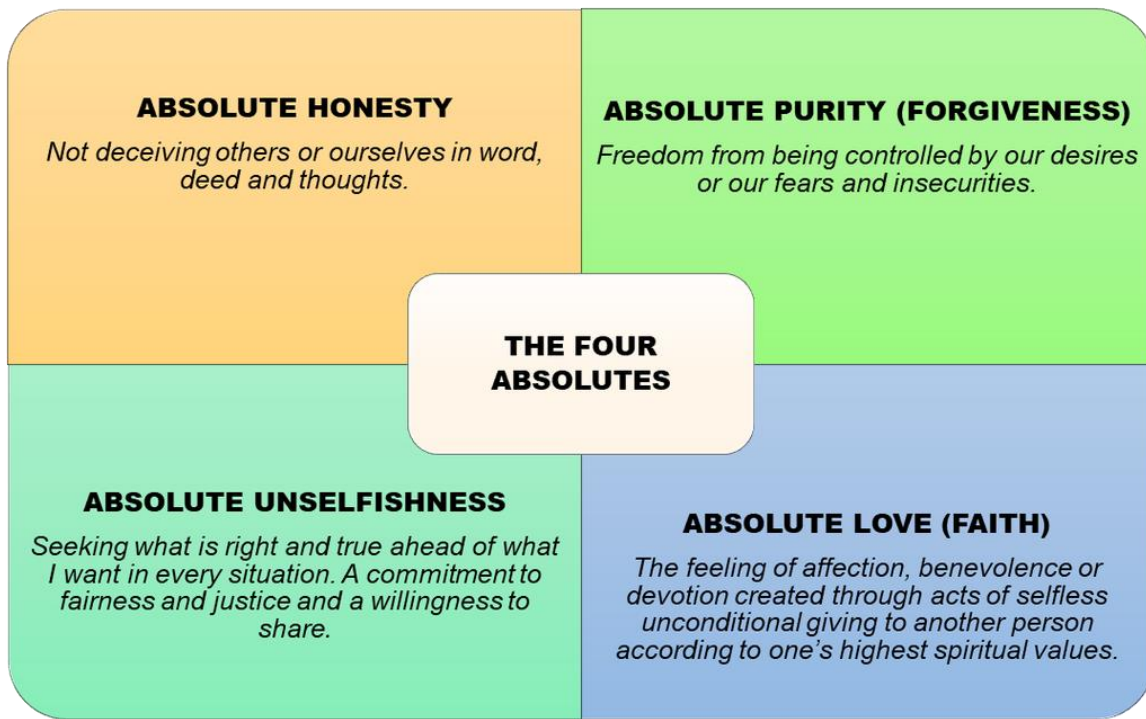 ABSOLUTE HONESTY
Not deceiving others or ourselves in word,
deed and thoughts.
ABSOLUTE PURITY (FORGIVENESS)
Freedom from being controlled by our desires
or our fears and insecurities.
THE FOUR
ABSOLUTES
ABSOLUTE UNSELFISHNESS
Seeking what is right and true ahead of what
I want in every situation. A commitment to
fairness and justice and a willingness to
share.
ABSOLUTE LOVE (FAITH)
The feeling of affection, benevolence or
devotion created through acts of selfless
unconditional giving to another person
according to one’s highest spiritual values.